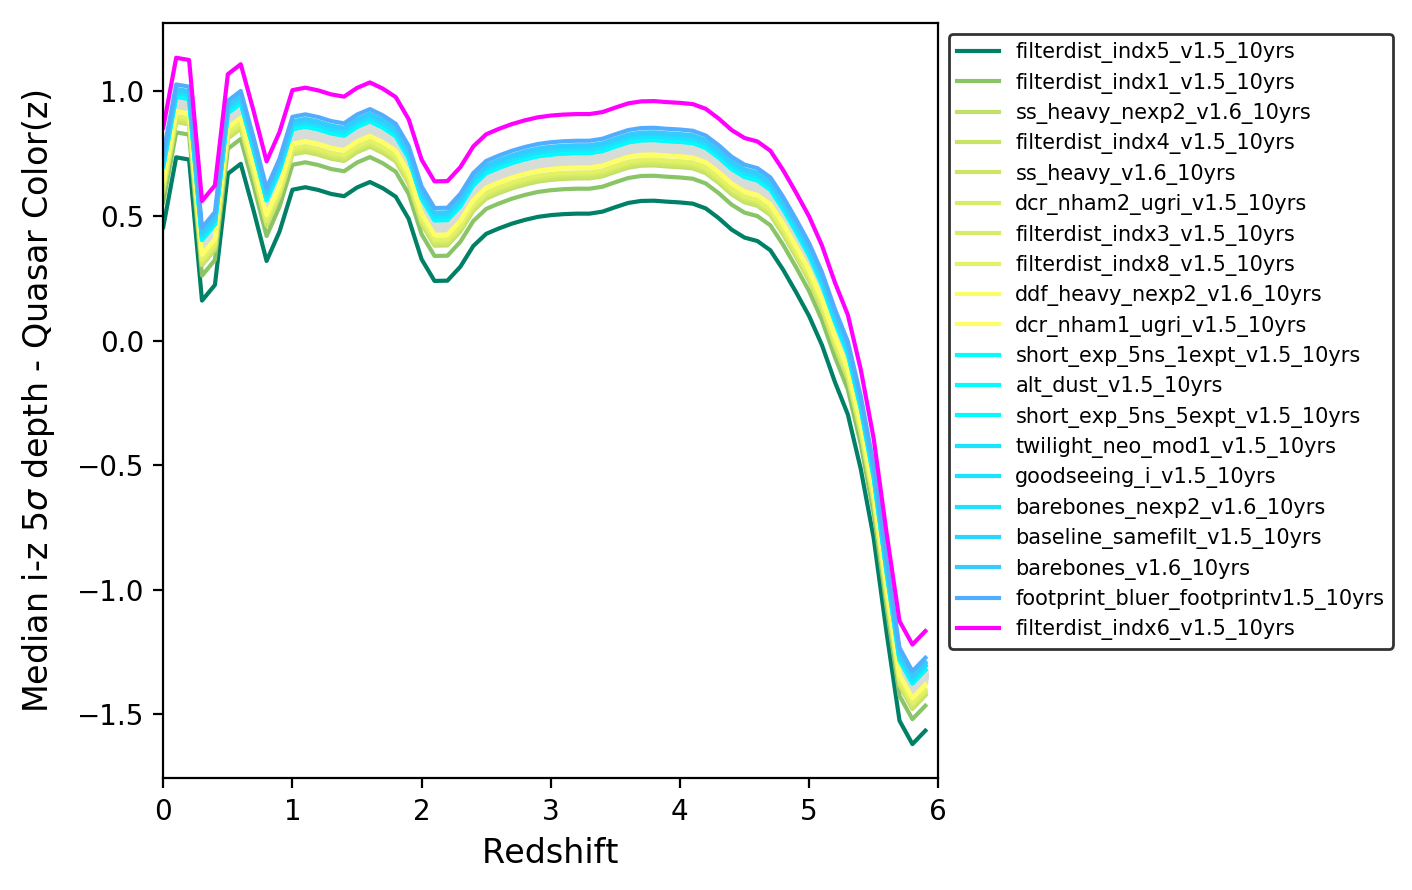 Median i-z 5σ depth - Quasar Color(z)
1.0
0.5
0.0
−0.5
−1.0
−1.5
0 1 2 3 4 5 6
Redshift
filterdist_indx5_v1.5_10yrs
filterdist_indx1_v1.5_10yrs
ss_heavy_nexp2_v1.6_10yrs
filterdist_indx4_v1.5_10yrs
ss_heavy_v1.6_10yrs
dcr_nham2_ugri_v1.5_10yrs
filterdist_indx3_v1.5_10yrs
filterdist_indx8_v1.5_10yrs
ddf_heavy_nexp2_v1.6_10yrs
dcr_nham1_ugri_v1.5_10yrs
short_exp_5ns_1expt_v1.5_10yrs
alt_dust_v1.5_10yrs
short_exp_5ns_5expt_v1.5_10yrs
twilight_neo_mod1_v1.5_10yrs
goodseeing_i_v1.5_10yrs
barebones_nexp2_v1.6_10yrs
baseline_samefilt_v1.5_10yrs
barebones_v1.6_10yrs
footprint_bluer_footprintv1.5_10yrs
filterdist_indx6_v1.5_10yrs